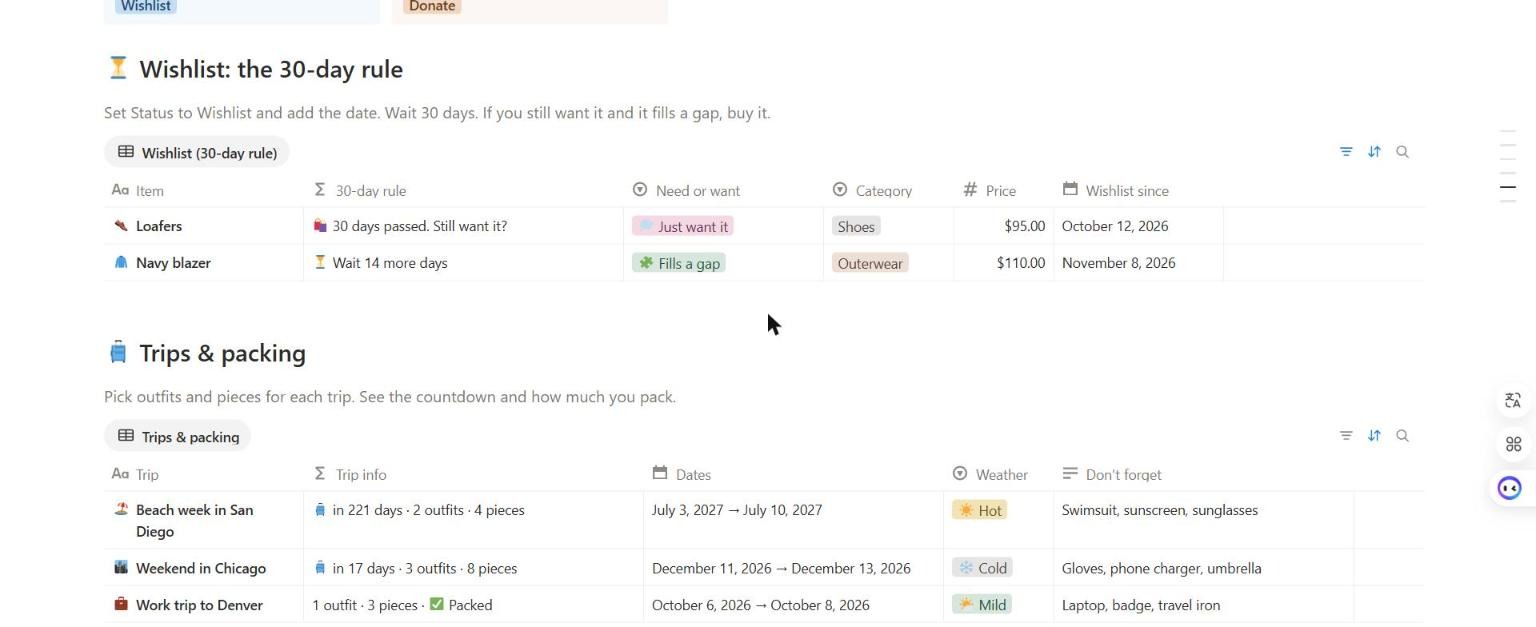 Wishlist
Donate
Wishlist: the 30-day rule
Set Status to Wishlist and add the date. Wait 30 days. If you still want it and it fills a gap, buy it.
Wishlist (30-day rule)
Aa Item 30-day rule Need or want Category Price Wishlist since
Loafers 30 days passed. Still want it? Just want it Shoes $95.00 October 12, 2026
Navy blazer Wait 14 more days Fills a gap Outerwear $110.00 November 8, 2026
Trips & packing
Pick outfits and pieces for each trip. See the countdown and how much you pack.
Trips & packing
Aa Trip Trip info Dates Weather Don't forget
Beach week in San in 221 days · 2 outfits · 4 pieces July 3, 2027 → July 10, 2027 Hot Swimsuit, sunscreen, sunglasses
Diego
Weekend in Chicago in 17 days · 3 outfits · 8 pieces December 11, 2026 → December 13, 2026 Cold Gloves, phone charger, umbrella
Work trip to Denver 1 outfit · 3 pieces · ✅ Packed October 6, 2026 → October 8, 2026 Mild Laptop, badge, travel iron